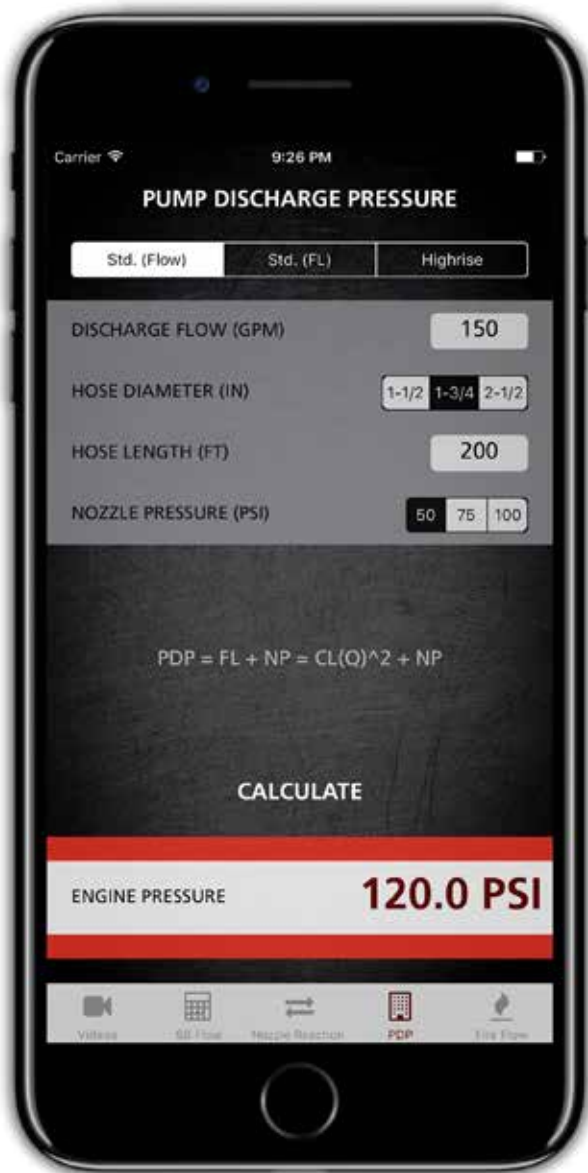 Carrier 9:26 PM
PUMP DISCHARGE PRESSURE
Std. (Flow) Std. (FL) Highrise
DISCHARGE FLOW (GPM) 150
HOSE DIAMETER (IN) 1-1/2 1-3/4 2-1/2
HOSE LENGTH (FT) 200
NOZZLE PRESSURE (PSI) 50 75 100
PDP = FL + NP = CL(Q)^2 + NP
CALCULATE
ENGINE PRESSURE 120.0 PSI
Videos Flow Nozzle Reaction PDP Fire Flow